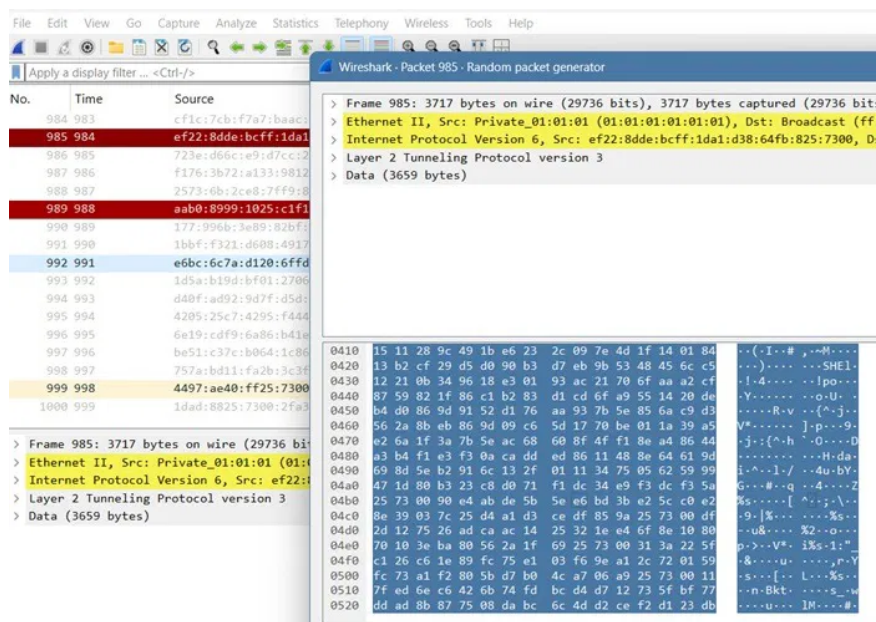 File Edit View Go Capture Analyze Statistics Telephony Wireless Tools Help
Apply a display filter ... <Ctrl-/>
No. Time Source
984 983 cf1c:7cb:f7a7:baac:
985 984 ef22:8dde:bcff:1da1
986 985 723e:d66c:e9:d7cc:2
987 986 f176:3b72:a133:9812
988 987 2573:6b:2ce8:7ff9:8
989 988 aab0:8999:1025:c1f1
990 989 177:996b:3e89:82bf:
991 990 1bbf:f321:d608:4917
992 991 e6bc:6c7a:d120:6ffd
993 992 1d5a:b19d:bf01:2706
994 993 d40f:ad92:9d7f:d5d:
995 994 4205:25c7:4295:f444
996 995 6e19:cdf9:6a86:b41e
997 996 be51:c37c:b064:1c86
998 997 757a:bd11:fa2b:3c3f
999 998 4497:ae40:ff25:7300
1000 999 1dad:8825:7300:2fa3
Frame 985: 3717 bytes on wire (29736 bi
Ethernet II, Src: Private_01:01:01 (01:
Internet Protocol Version 6, Src: ef22:
Layer 2 Tunneling Protocol version 3
Data (3659 bytes)
Wireshark · Packet 985 · Random packet generator
Frame 985: 3717 bytes on wire (29736 bits), 3717 bytes captured (29736 bit
Ethernet II, Src: Private_01:01:01 (01:01:01:01:01:01), Dst: Broadcast (ff
Internet Protocol Version 6, Src: ef22:8dde:bcff:1da1:d38:64fb:825:7300, D
Layer 2 Tunneling Protocol version 3
Data (3659 bytes)
0410 15 11 28 9c 49 1b e6 23 2c 09 7e 4d 1f 14 01 84
0420 13 b2 cf 29 d5 d0 90 b3 d7 eb 9b 53 48 45 6c c5
0430 12 21 0b 34 96 18 e3 01 93 ac 21 70 6f aa a2 cf
0440 87 59 82 1f 86 c1 b2 83 d1 cd 6f a9 55 14 20 de
0450 b4 d0 86 9d 91 52 d1 76 aa 93 7b 5e 85 6a c9 d3
0460 56 2a 8b eb 86 9d 09 c6 5d 17 70 be 01 1a 39 a5
0470 e2 6a 1f 3a 7b 5e ac 68 60 8f 4f f1 8e a4 86 44
0480 a3 b4 f1 e3 f3 0a ca dd ed 86 11 48 8e 64 61 9d
0490 69 8d 5e b2 91 6c 13 2f 01 11 34 75 05 62 59 99
04a0 47 1d 80 b3 23 c8 d0 71 f1 dc 34 e9 f3 dc f3 5a
04b0 25 73 00 90 e4 ab de 5b 5e e6 bd 3b e2 5c c0 e2
04c0 8e 39 03 7c 25 d4 a1 d3 ce df 85 9a 25 73 00 df
04d0 2d 12 75 26 ad ca ac 14 25 32 1e e4 6f 8e 10 80
04e0 70 10 3e ba 80 56 2a 1f 69 25 73 00 31 3a 22 5f
04f0 c1 26 c6 1e 89 fc 75 e1 03 f6 9e a1 2c 72 01 59
0500 fc 73 a1 f2 80 5b d7 b0 4c a7 06 a9 25 73 00 11
0510 7f ed 6e c6 42 6b 74 fd bc d4 d7 12 73 5f bf 77
0520 dd ad 8b 87 75 08 da bc 6c 4d d2 ce f2 d1 23 db